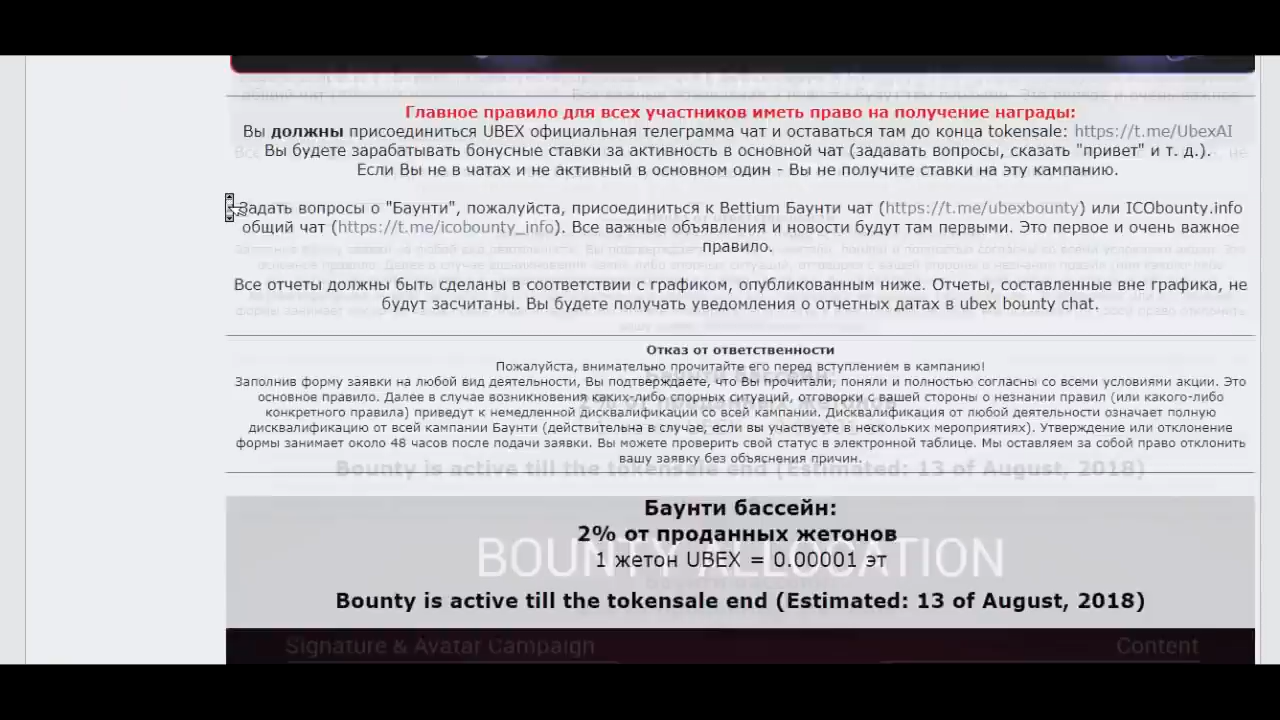 Главное правило для всех участников иметь право на получение награды:
Вы должны присоединиться UBEX официальная телеграмма чат и оставаться там до конца tokensale: https://t.me/UbexAI
Вы будете зарабатывать бонусные ставки за активность в основной чат (задавать вопросы, сказать "привет" и т. д.).
Если Вы не в чатах и не активный в основном один - Вы не получите ставки на эту кампанию.
Задать вопросы о "Баунти", пожалуйста, присоединиться к Bettium Баунти чат (https://t.me/ubexbounty) или ICObounty.info
общий чат (https://t.me/icobounty_info). Все важные объявления и новости будут там первыми. Это первое и очень важное
правило.
Все отчеты должны быть сделаны в соответствии с графиком, опубликованным ниже. Отчеты, составленные вне графика, не
будут засчитаны. Вы будете получать уведомления о отчетных датах в ubex bounty chat.
Отказ от ответственности
Пожалуйста, внимательно прочитайте его перед вступлением в кампанию!
Заполнив форму заявки на любой вид деятельности, Вы подтверждаете, что Вы прочитали, поняли и полностью согласны со всеми условиями акции. Это
основное правило. Далее в случае возникновения каких-либо спорных ситуаций, отговорки с вашей стороны о незнании правил (или какого-либо
конкретного правила) приведут к немедленной дисквалификации со всей кампании. Дисквалификация от любой деятельности означает полную
дисквалификацию от всей кампании Баунти (действительна в случае, если вы участвуете в нескольких мероприятиях). Утверждение или отклонение
формы занимает около 48 часов после подачи заявки. Вы можете проверить свой статус в электронной таблице. Мы оставляем за собой право отклонить
вашу заявку без объяснения причин.
Bounty is active till the tokensale end (Estimated: 13 of August, 2018)
Баунти бассейн:
2% от проданных жетонов
BOUNTY ALLOCATION
1 жетон UBEX = 0.00001 эт
Bounty is active till the tokensale end (Estimated: 13 of August, 2018)
Signature & Avatar Campaign
Content